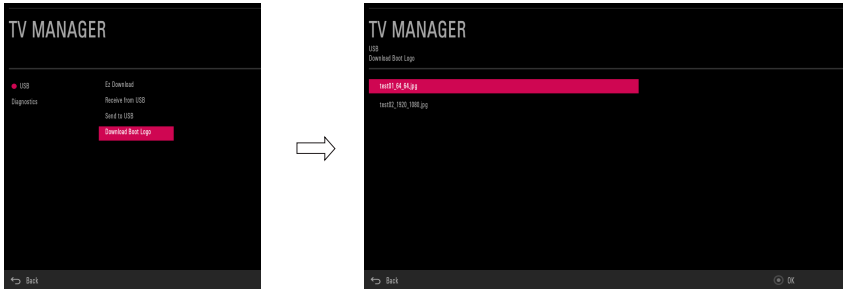 TV MANAGER
USB
Diagnostics
Ez Download
Receive from USB
Send to USB
Download Boot Logo
Back
TV MANAGER
USB
Download Boot Logo
test01_64_64.jpg
test02_1920_1080.jpg
Back
OK